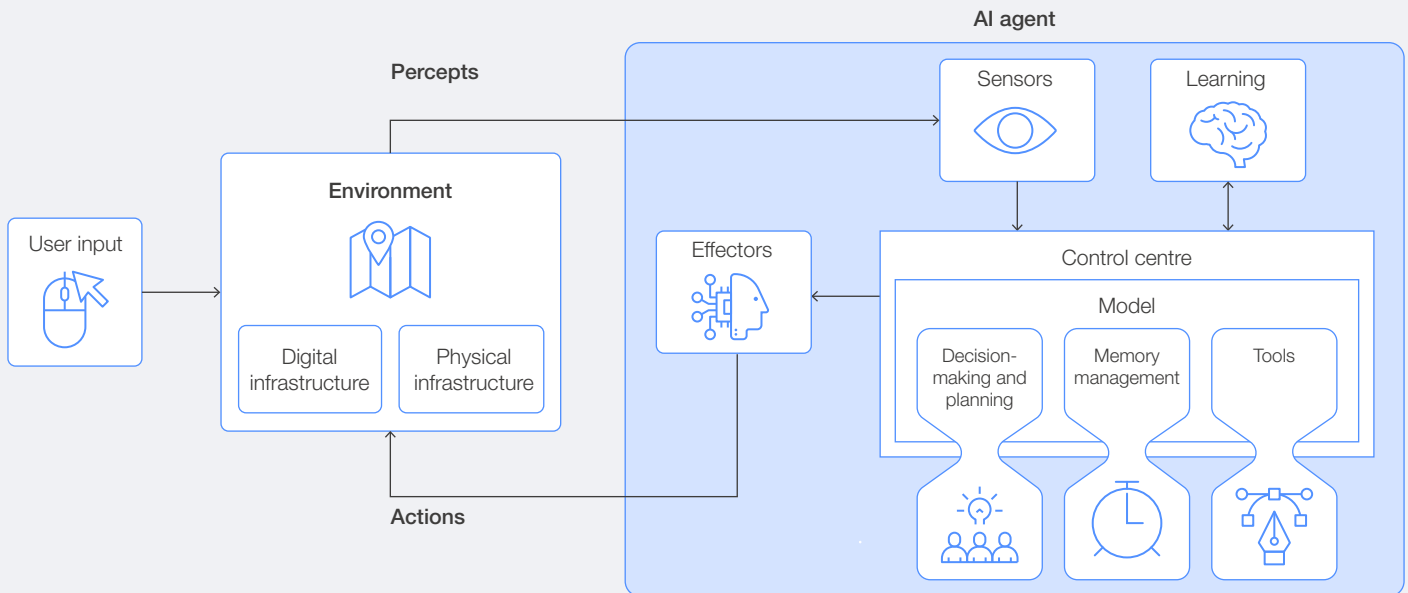 AI agent
Percepts
Sensors
Learning
Environment
User input
Effectors
Control centre
Model
Digital
infrastructure
Physical
infrastructure
Decision-
making and
planning
Memory
management
Tools
Actions